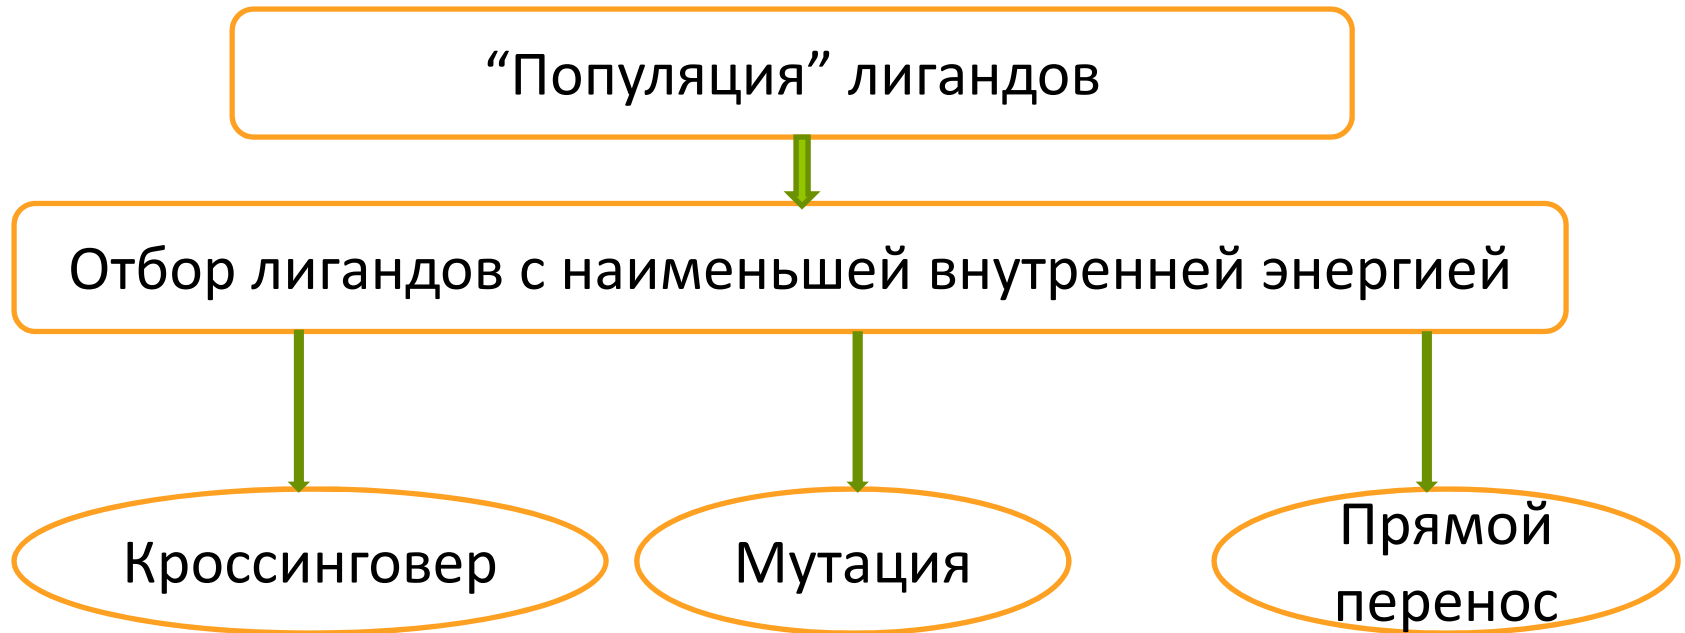 “Популяция” лигандов
Отбор лигандов с наименьшей внутренней энергией
Кроссинговер
Мутация
Прямой
перенос